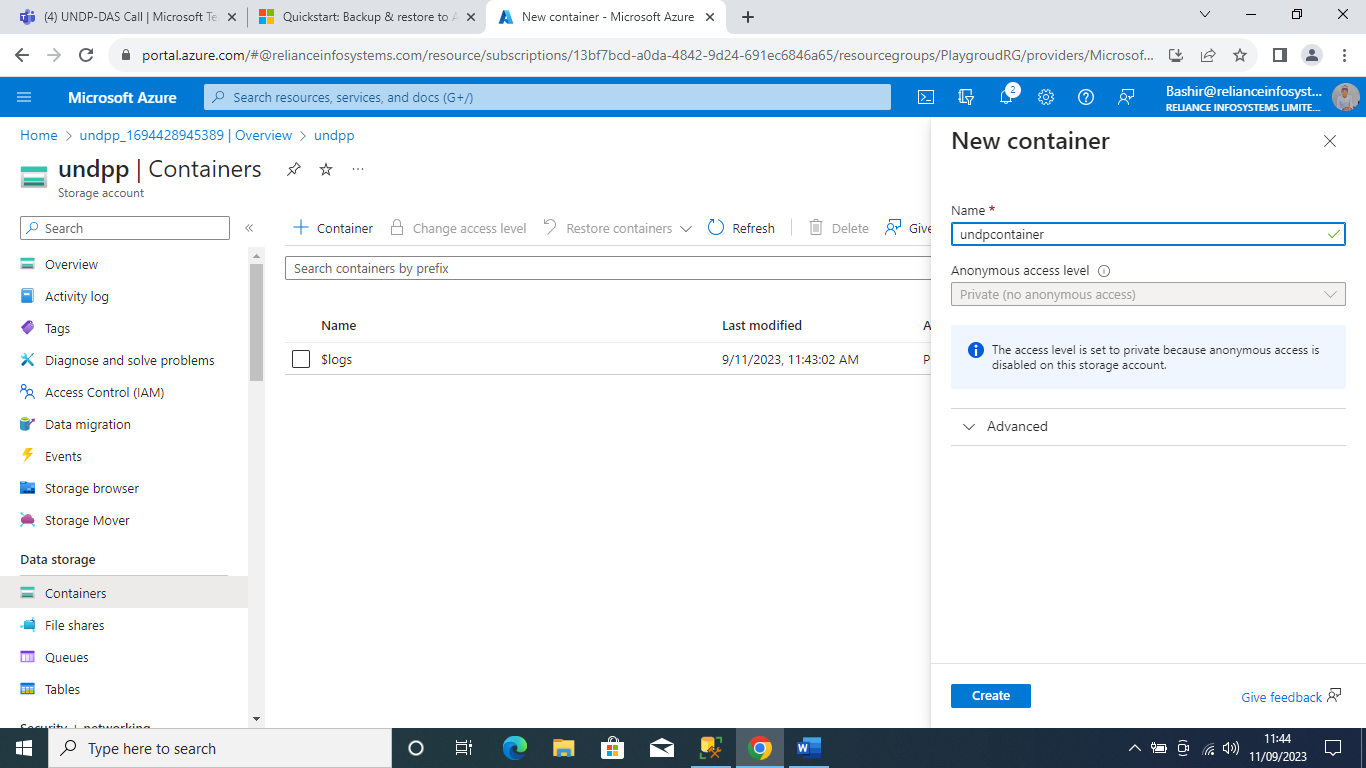 (4) UNDP-DAS Call | Microsoft Te
Quickstart: Backup & restore to A
New container - Microsoft Azure
portal.azure.com/#@relianceinfosystems.com/resource/subscriptions/13bf7bcd-a0da-4842-9d24-691ec6846a65/resourcegroups/PlaygroudRG/providers/Microsof...
Microsoft Azure
Search resources, services, and docs (G+/)
2
Bashir@relianceinfosyst...
RELIANCE INFOSYSTEMS LIMITE...
Home > undpp_1694428945389 | Overview > undpp
undpp | Containers
Storage account
Search
Overview
Activity log
Tags
Diagnose and solve problems
Access Control (IAM)
Data migration
Events
Storage browser
Storage Mover
Data storage
Containers
File shares
Queues
Tables
Security + networking
Container
Change access level
Restore containers
Refresh
Delete
Give
Search containers by prefix
Name Last modified A
$logs 9/11/2023, 11:43:02 AM P
New container
Name *
undpcontainer
Anonymous access level
Private (no anonymous access)
The access level is set to private because anonymous access is
disabled on this storage account.
Advanced
Create
Give feedback
Type here to search
11:44
11/09/2023